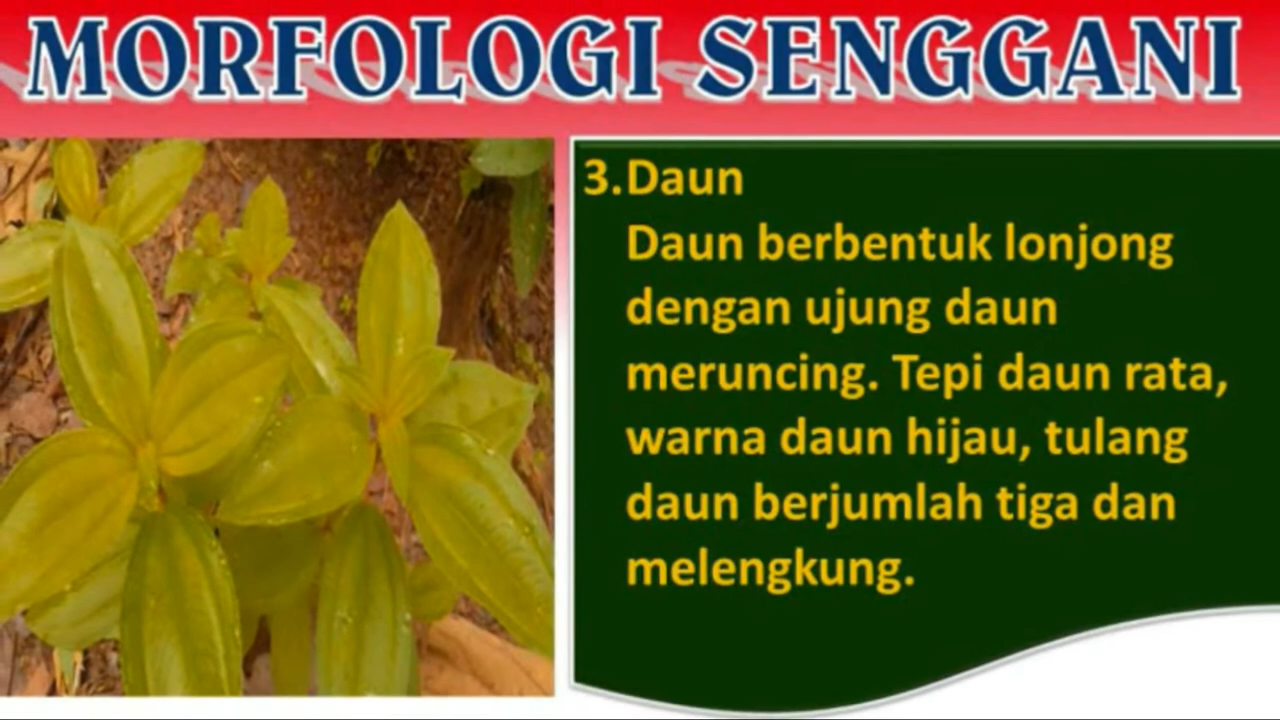 MORFOLOGI SENGGANI
3.Daun
Daun berbentuk lonjong
dengan ujung daun
meruncing. Tepi daun rata,
warna daun hijau, tulang
daun berjumlah tiga dan
melengkung.